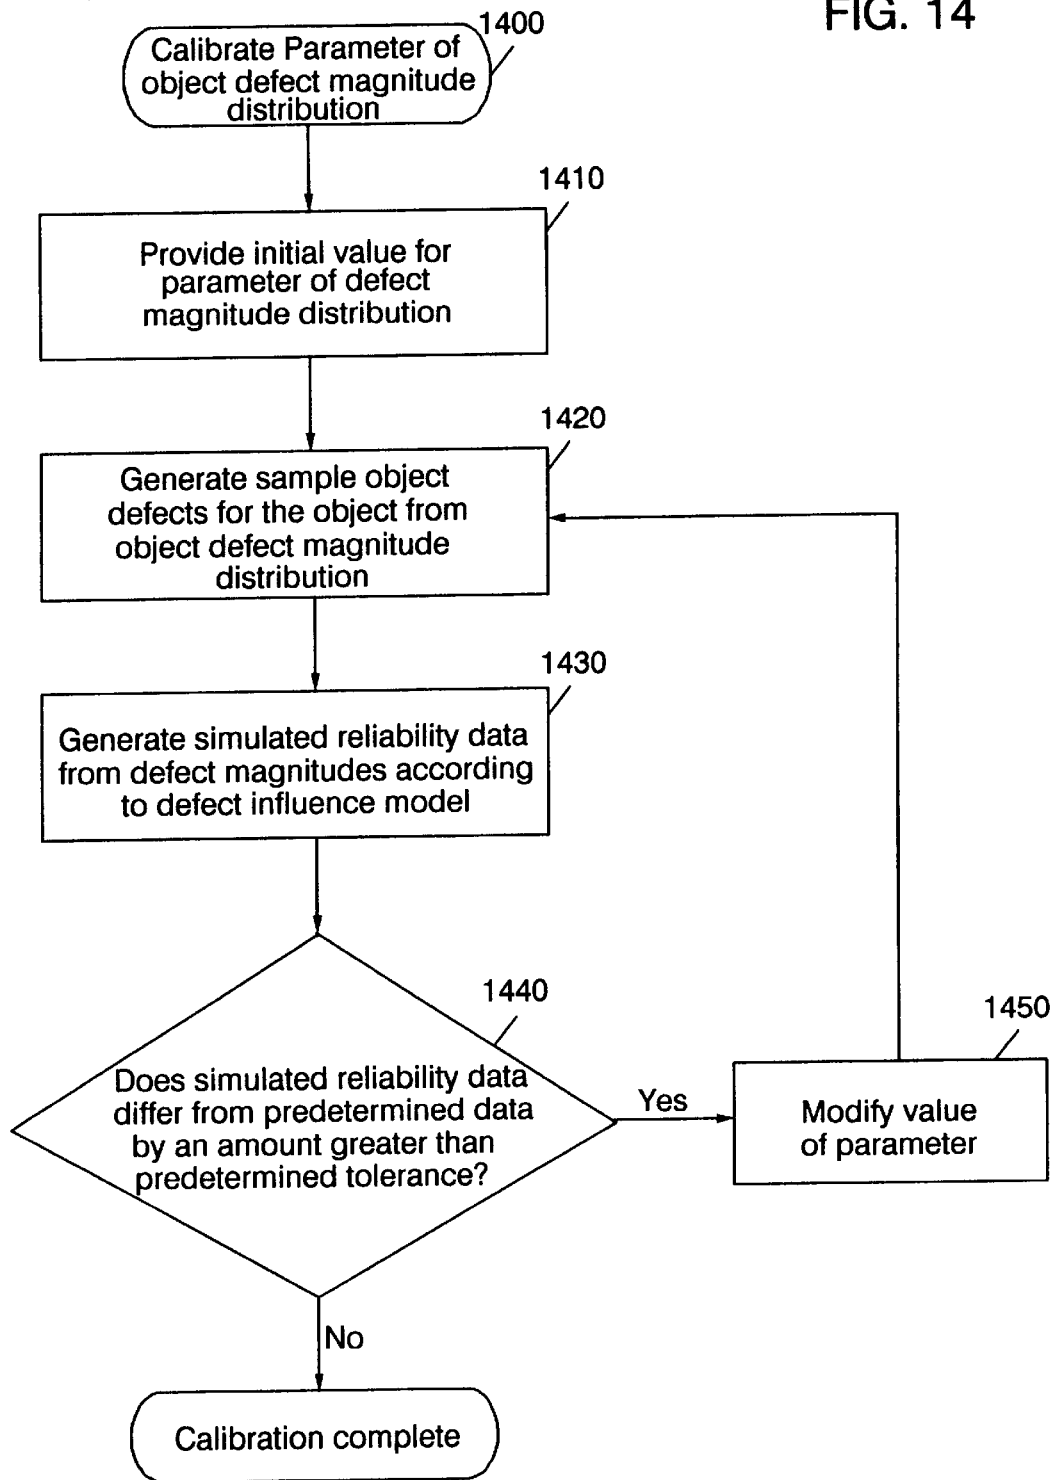 FIG. 14
1400
Calibrate Parameter of
object defect magnitude
distribution
1410
Provide initial value for
parameter of defect
magnitude distribution
1420
Generate sample object
defects for the object from
object defect magnitude
distribution
1430
Generate simulated reliability data
from defect magnitudes according
to defect influence model
1440
Does simulated reliability data
differ from predetermined data
by an amount greater than
predetermined tolerance?
Yes
1450
Modify value
of parameter
No
Calibration complete